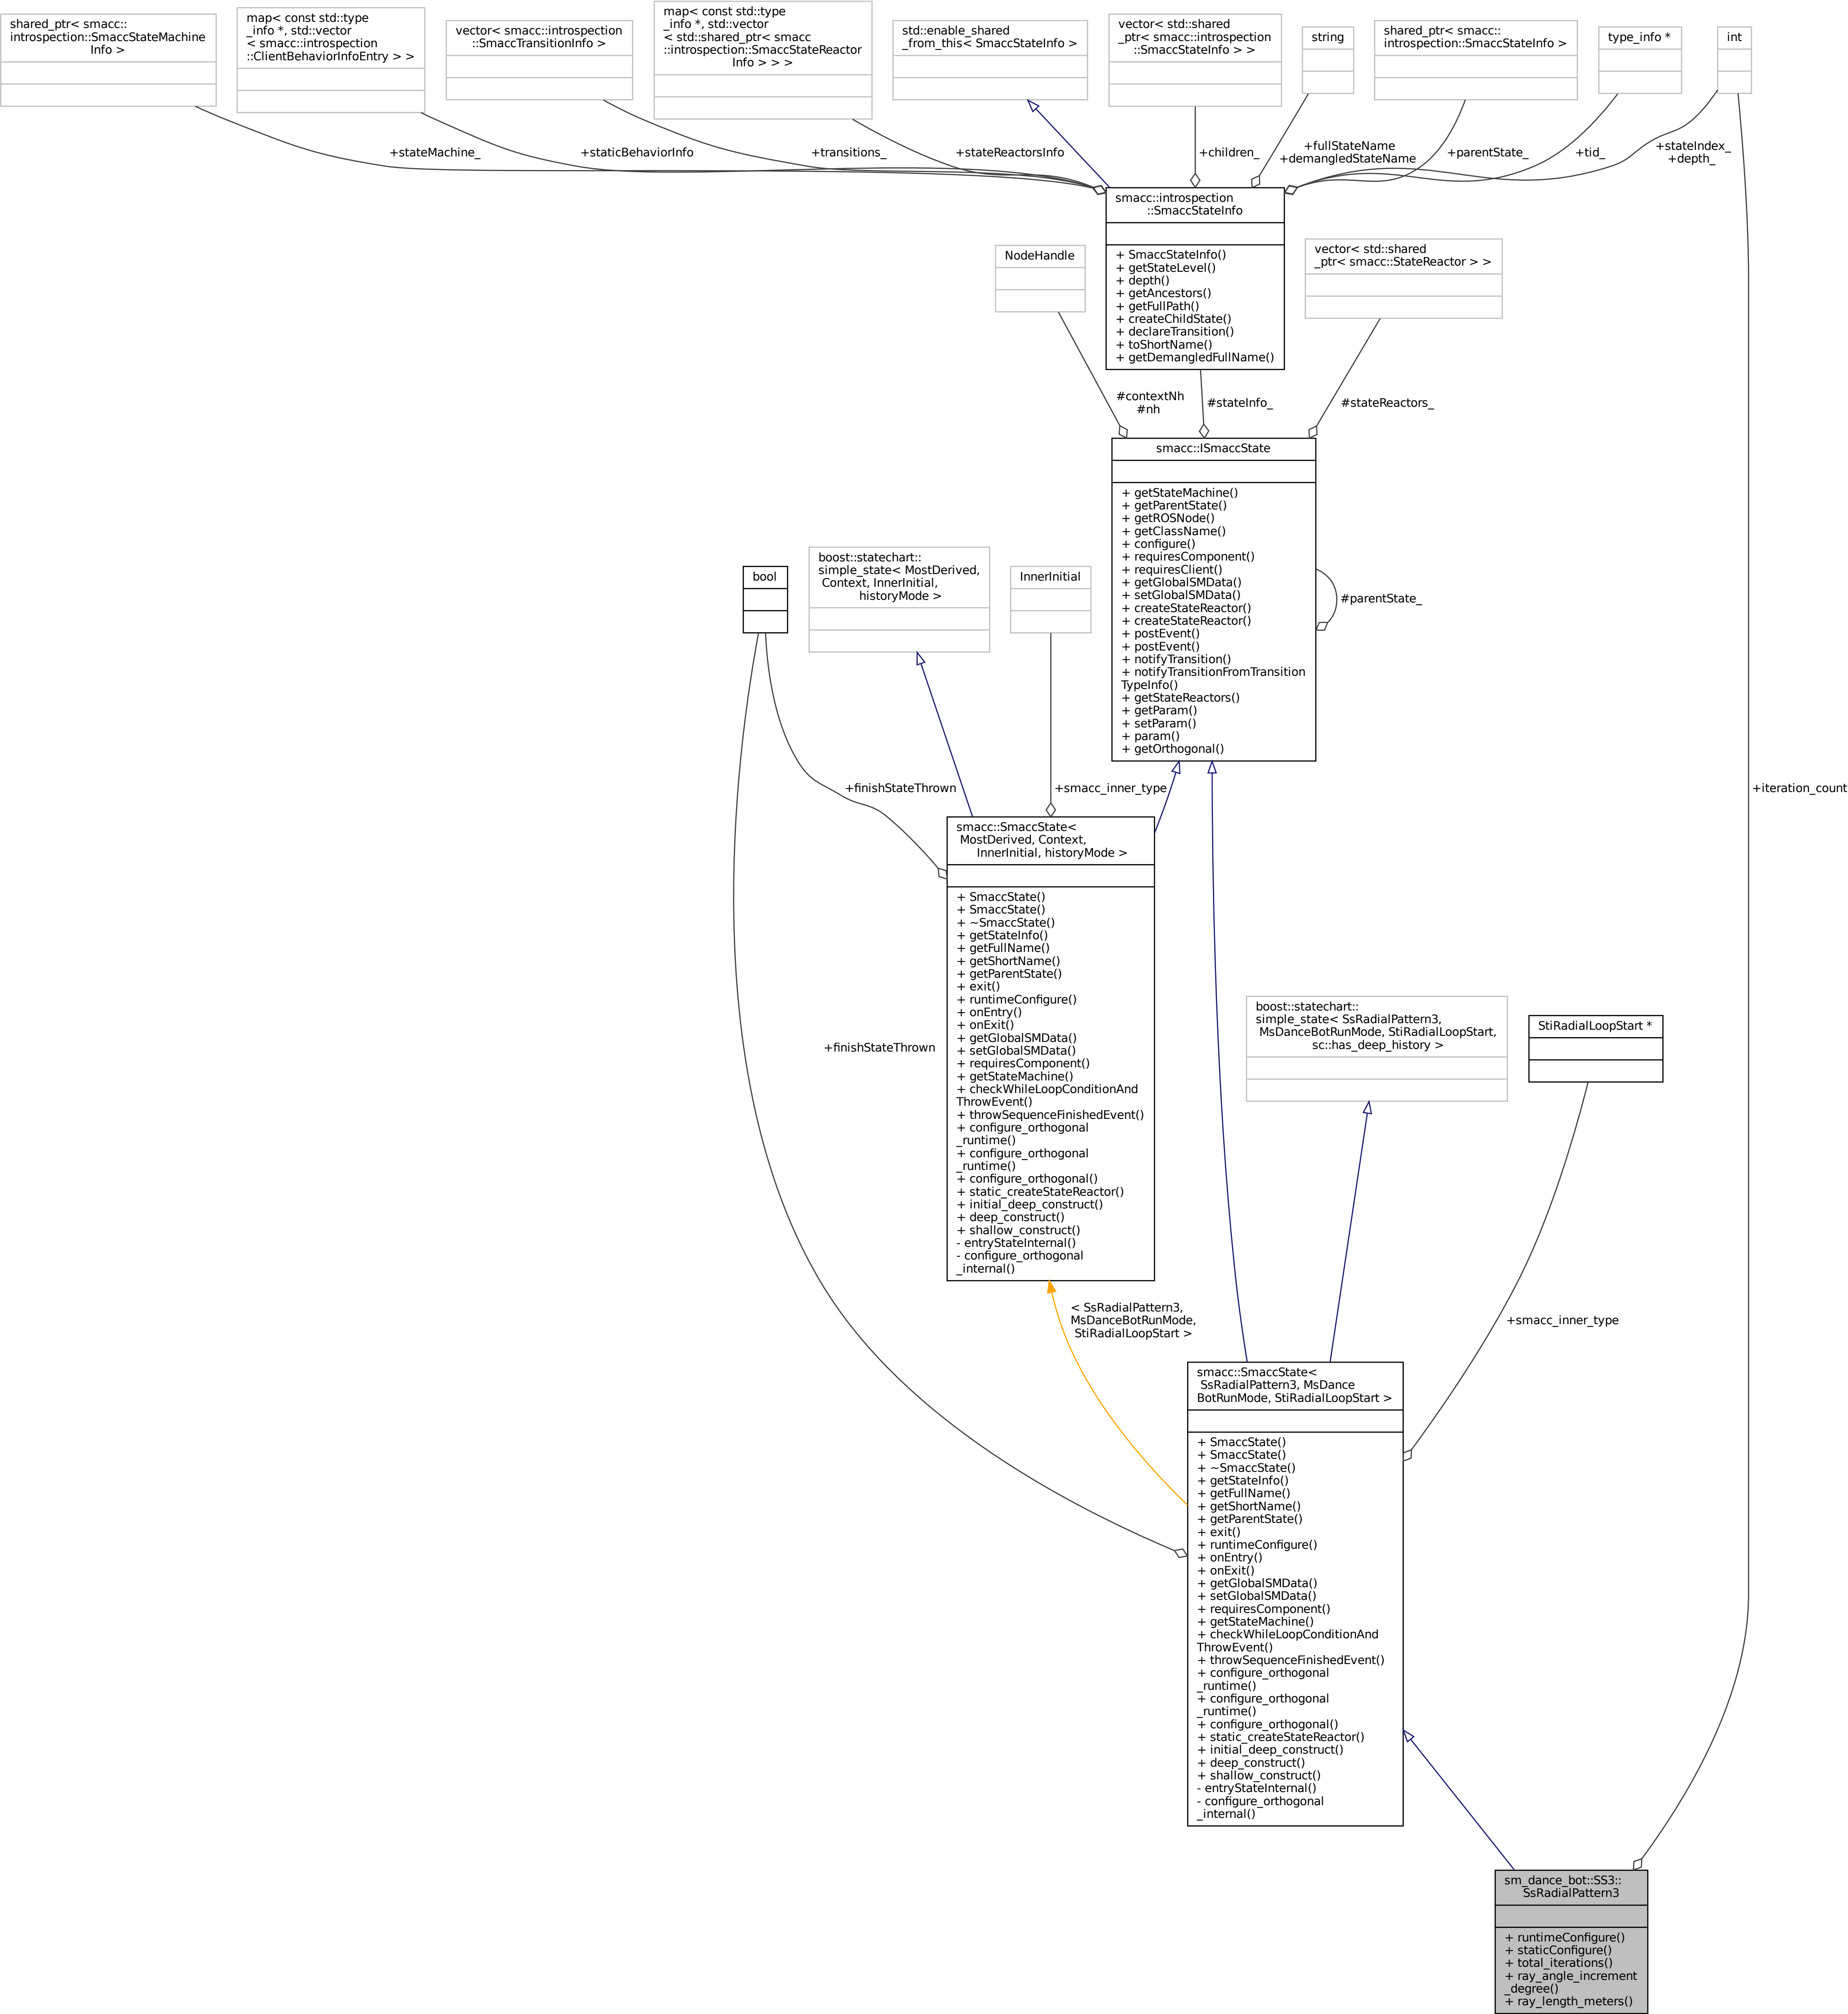 shared_ptr< smacc::
introspection::SmaccStateMachine
Info >
map< const std::type
_info *, std::vector
< smacc::introspection
::ClientBehaviorInfoEntry > >
vector< smacc::introspection
::SmaccTransitionInfo >
map< const std::type
_info *, std::vector
< std::shared_ptr< smacc
::introspection::SmaccStateReactor
Info > > >
std::enable_shared
_from_this< SmaccStateInfo >
vector< std::shared
_ptr< smacc::introspection
::SmaccStateInfo > >
string
shared_ptr< smacc::
introspection::SmaccStateInfo >
type_info *
int
+stateMachine_
+staticBehaviorInfo
+transitions_
+stateReactorsInfo
+children_
+fullStateName
+demangledStateName
+parentState_
+tid_
+stateIndex_
+depth_
smacc::introspection
::SmaccStateInfo
+ SmaccStateInfo()
+ getStateLevel()
+ depth()
+ getAncestors()
+ getFullPath()
+ createChildState()
+ declareTransition()
+ toShortName()
+ getDemangledFullName()
NodeHandle
vector< std::shared
_ptr< smacc::StateReactor > >
#contextNh
#nh
#stateInfo_
#stateReactors_
smacc::ISmaccState
+ getStateMachine()
+ getParentState()
+ getROSNode()
+ getClassName()
+ configure()
+ requiresComponent()
+ requiresClient()
+ getGlobalSMData()
+ setGlobalSMData()
+ createStateReactor()
+ createStateReactor()
+ postEvent()
+ postEvent()
+ notifyTransition()
+ notifyTransitionFromTransition
TypeInfo()
+ getStateReactors()
+ getParam()
+ setParam()
+ param()
+ getOrthogonal()
#parentState_
bool
boost::statechart::
simple_state< MostDerived,
Context, InnerInitial,
historyMode >
InnerInitial
+finishStateThrown
+smacc_inner_type
+iteration_count
smacc::SmaccState<
MostDerived, Context,
InnerInitial, historyMode >
+ SmaccState()
+ SmaccState()
+ ~SmaccState()
+ getStateInfo()
+ getFullName()
+ getShortName()
+ getParentState()
+ exit()
+ runtimeConfigure()
+ onEntry()
+ onExit()
+ getGlobalSMData()
+ setGlobalSMData()
+ requiresComponent()
+ getStateMachine()
+ checkWhileLoopConditionAnd
ThrowEvent()
+ throwSequenceFinishedEvent()
+ configure_orthogonal
_runtime()
+ configure_orthogonal
_runtime()
+ configure_orthogonal()
+ static_createStateReactor()
+ initial_deep_construct()
+ deep_construct()
+ shallow_construct()
- entryStateInternal()
- configure_orthogonal
_internal()
+finishStateThrown
boost::statechart::
simple_state< SsRadialPattern3,
MsDanceBotRunMode, StiRadialLoopStart,
sc::has_deep_history >
StiRadialLoopStart *
< SsRadialPattern3,
MsDanceBotRunMode,
StiRadialLoopStart >
+smacc_inner_type
smacc::SmaccState<
SsRadialPattern3, MsDance
BotRunMode, StiRadialLoopStart >
+ SmaccState()
+ SmaccState()
+ ~SmaccState()
+ getStateInfo()
+ getFullName()
+ getShortName()
+ getParentState()
+ exit()
+ runtimeConfigure()
+ onEntry()
+ onExit()
+ getGlobalSMData()
+ setGlobalSMData()
+ requiresComponent()
+ getStateMachine()
+ checkWhileLoopConditionAnd
ThrowEvent()
+ throwSequenceFinishedEvent()
+ configure_orthogonal
_runtime()
+ configure_orthogonal
_runtime()
+ configure_orthogonal()
+ static_createStateReactor()
+ initial_deep_construct()
+ deep_construct()
+ shallow_construct()
- entryStateInternal()
- configure_orthogonal
_internal()
sm_dance_bot::SS3::
SsRadialPattern3
+ runtimeConfigure()
+ staticConfigure()
+ total_iterations()
+ ray_angle_increment
_degree()
+ ray_length_meters()